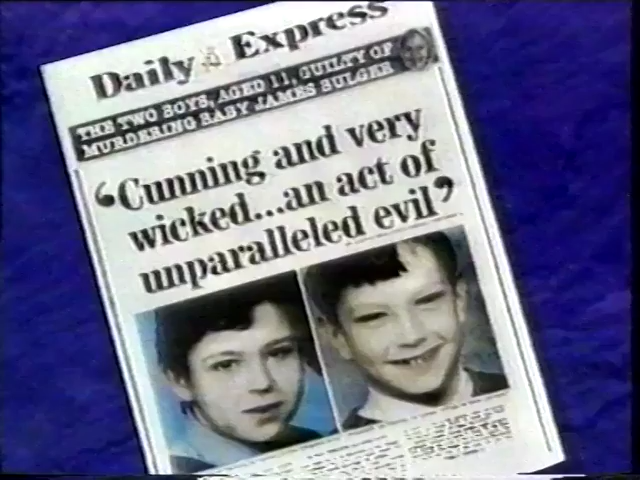 Daily Express
THE TWO BOYS, AGED 11, GUILTY OF
MURDERING BABY JAMES BULGER
‘Cunning and very
wicked...an act of
unparalleled evil’